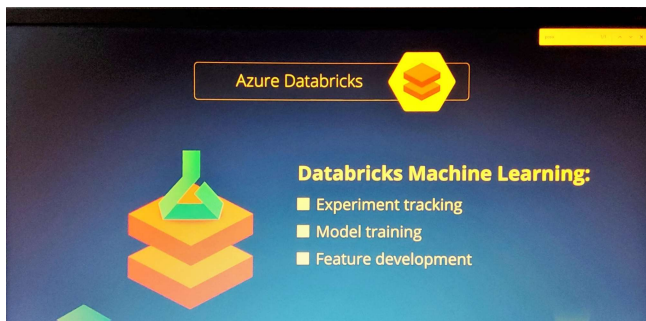 Azure Databricks
Databricks Machine Learning:
Experiment tracking
Model training
Feature development